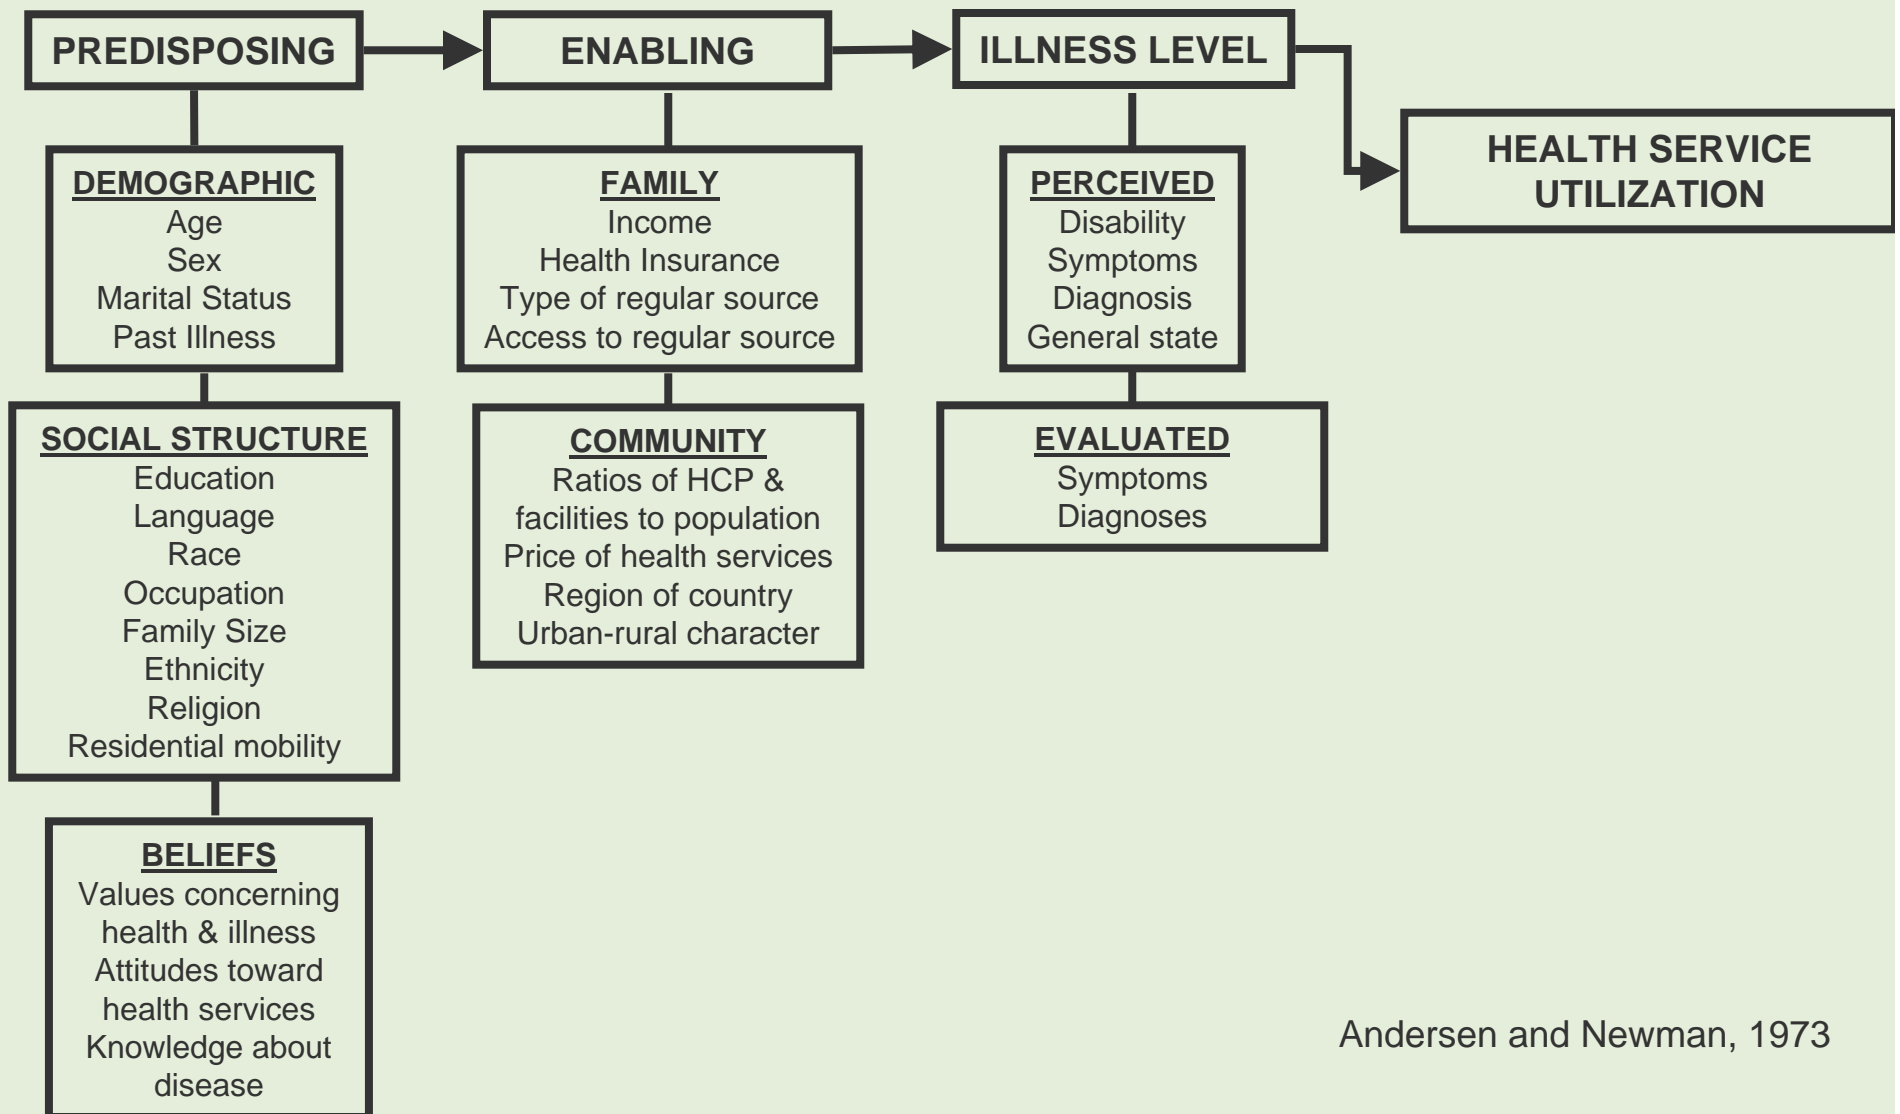 PREDISPOSING
DEMOGRAPHIC
Age
Sex
Marital Status
Past Illness
SOCIAL STRUCTURE
Education
Language
Race
Occupation
Family Size
Ethnicity
Religion
Residential mobility
BELIEFS
Values concerning
health & illness
Attitudes toward
health services
Knowledge about
disease
ENABLING
FAMILY
Income
Health Insurance
Type of regular source
Access to regular source
COMMUNITY
Ratios of HCP &
facilities to population
Price of health services
Region of country
Urban-rural character
ILLNESS LEVEL
PERCEIVED
Disability
Symptoms
Diagnosis
General state
EVALUATED
Symptoms
Diagnoses
HEALTH SERVICE
UTILIZATION
Andersen and Newman, 1973